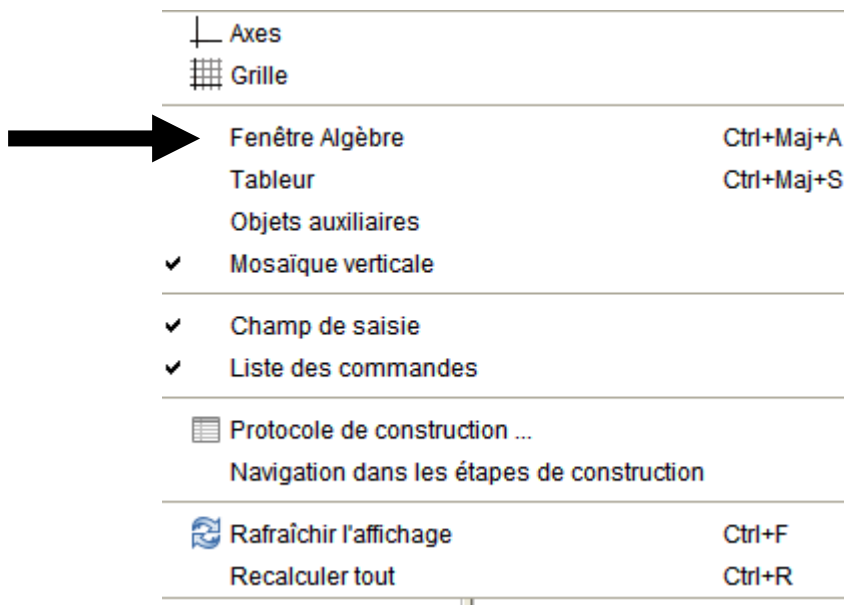 Axes
Grille
Fenêtre Algèbre Ctrl+Maj+A
Tableur Ctrl+Maj+S
Objets auxiliaires
Mosaïque verticale
Champ de saisie
Liste des commandes
Protocole de construction ...
Navigation dans les étapes de construction
Rafraîchir l'affichage Ctrl+F
Recalculer tout Ctrl+R